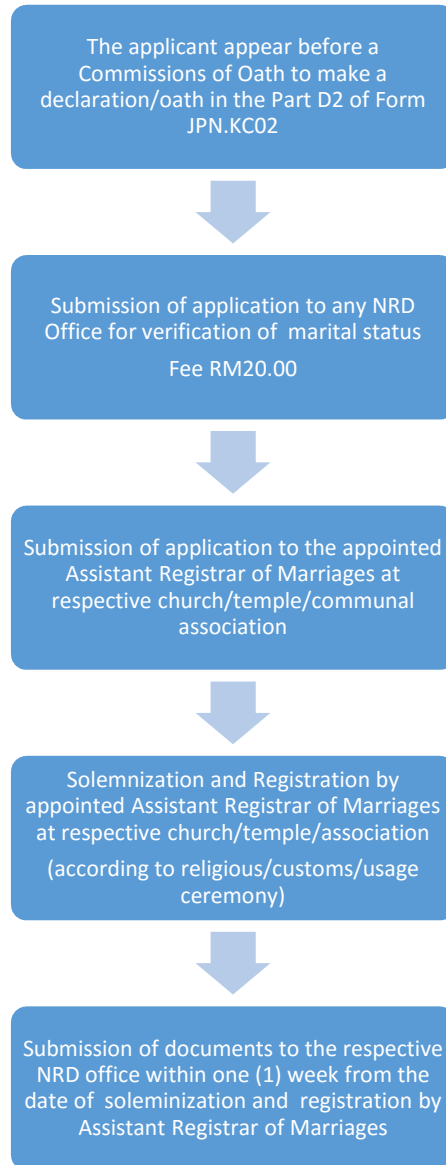 The applicant appear before a
Commissions of Oath to make a
declaration/oath in the Part D2 of Form
JPN.KC02
Submission of application to any NRD
Office for verification of marital status
Fee RM20.00
Submission of application to the appointed
Assistant Registrar of Marriages at
respective church/temple/communal
association
Solemnization and Registration by
appointed Assistant Registrar of Marriages
at respective church/temple/association
(according to religious/customs/usage
ceremony)
Submission of documents to the respective
NRD office within one (1) week from the
date of soleminization and registration by
Assistant Registrar of Marriages